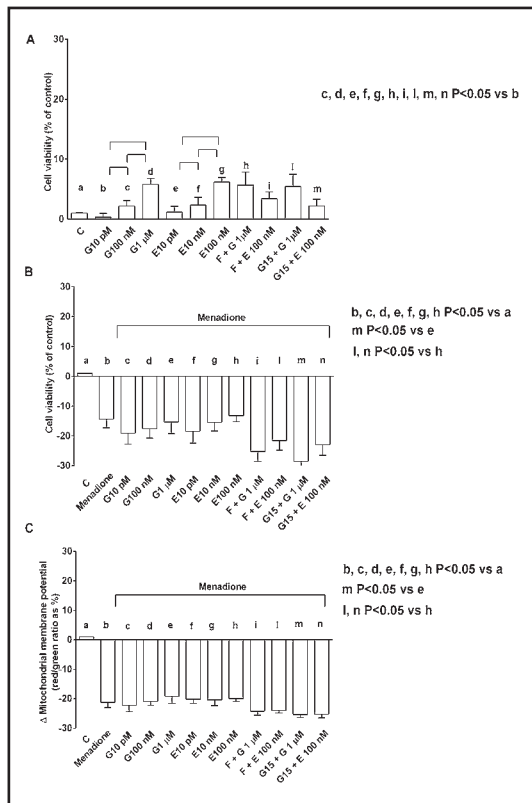 A
Cell viability (% of control)
20
10
5
0
a b c d e f g h i l m
c, d, e, f, g, h, i, l, m, n P<0.05 vs b
C
G10 pM
G100 nM
G1 µM
E10 pM
E10 nM
E100 nM
F + G 1µM
F + E 100 nM
G15 + G 1µM
G15 + E 100 nM
B
Cell viability (% of control)
30
20
10
0
-10
-20
-30
Menadione
a b c d e f g h i l m n
b, c, d, e, f, g, h P<0.05 vs a
m P<0.05 vs e
l, n P<0.05 vs h
C
Menadione
G10 pM
G100 nM
G1 µM
E10 pM
E10 nM
E100 nM
F + G 1 µM
F + E 100 nM
G15 + G 1 µM
G15 + E 100 nM
C
Δ Mitochondrial membrane potential
(red/green ratio as %)
30
20
10
0
-10
-20
-30
Menadione
a b c d e f g h i l m n
b, c, d, e, f, g, h P<0.05 vs a
m P<0.05 vs e
l, n P<0.05 vs h
C
Menadione
G10 pM
G100 nM
G1 µM
E10 pM
E10 nM
E100 nM
F + G 1 µM
F + E 100 nM
G15 + G 1 µM
G15 + E 100 nM